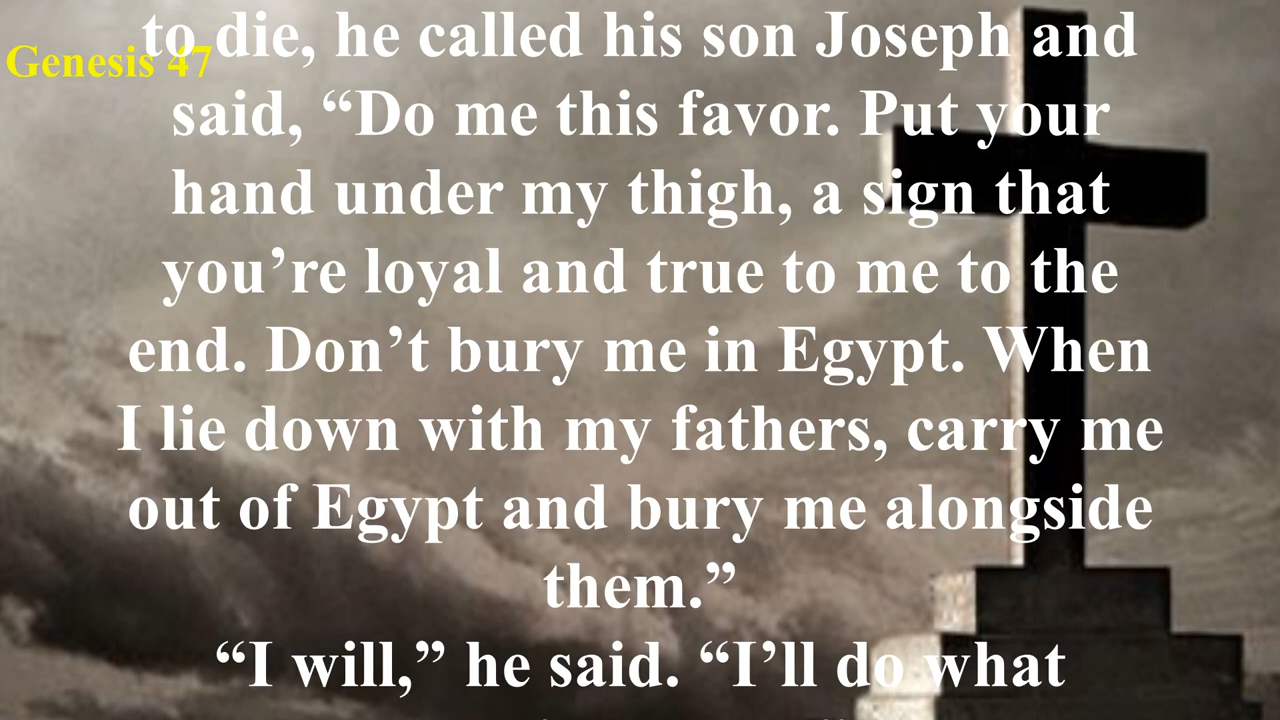 Genesis 47
to die, he called his son Joseph and
said, “Do me this favor. Put your
hand under my thigh, a sign that
you’re loyal and true to me to the
end. Don’t bury me in Egypt. When
I lie down with my fathers, carry me
out of Egypt and bury me alongside
them.”
“I will,” he said. “I’ll do what